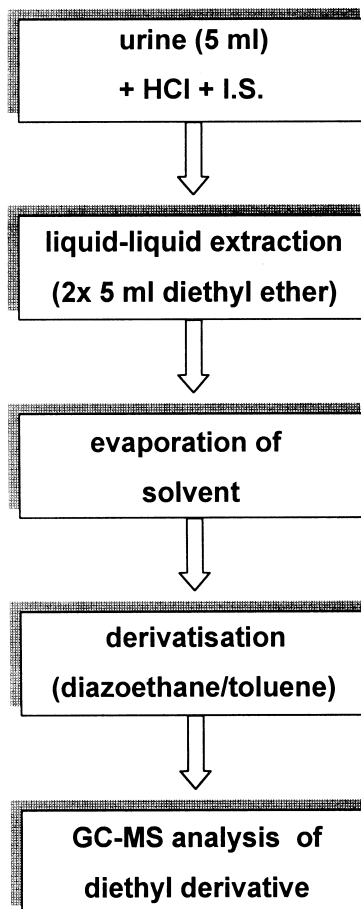 urine (5 ml)
+ HCl + I.S.
liquid-liquid extraction
(2x 5 ml diethyl ether)
evaporation of
solvent
derivatisation
(diazoethane/toluene)
GC-MS analysis of
diethyl derivative